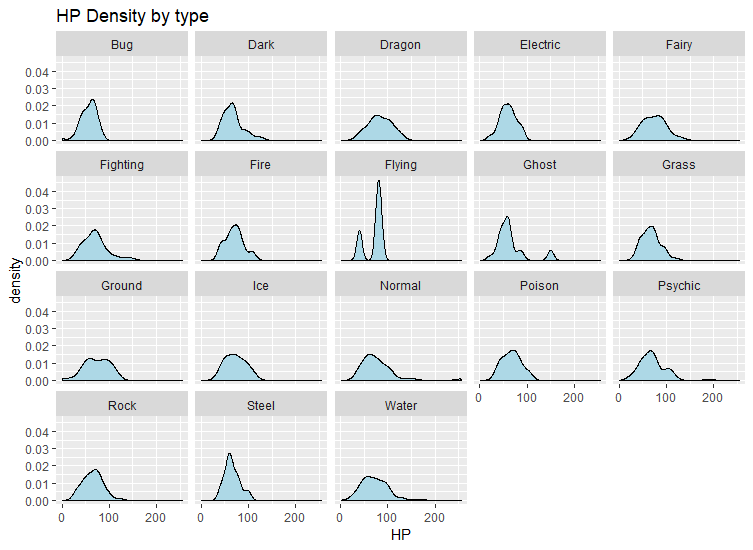 HP Density by type
Bug Dark Dragon Electric Fairy
0.04
0.03
0.02
0.01
0.00
Fighting Fire Flying Ghost Grass
0.04
0.03
0.02
0.01
0.00
density
Ground Ice Normal Poison Psychic
0.04
0.03
0.02
0.01
0.00
0 100 200 0 100 200
Rock Steel Water
0.04
0.03
0.02
0.01
0.00
0 100 200 0 100 200 0 100 200
HP